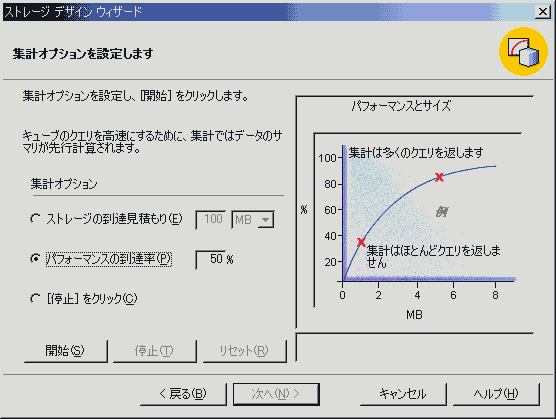 ストレージ デザイン ウィザード
集計オプションを設定します
集計オプションを設定し、[開始] をクリックします。
キューブのクエリを高速にするために、集計ではデータのサ
マリが先行計算されます。
集計オプション
ストレージの到達見積もり(E)
100
MB
パフォーマンスの到達率(P)
50
%
[停止] をクリック(C)
開始(S)
停止(T)
リセット(R)
パフォーマンスとサイズ
集計は多くのクエリを返します
例
集計はほとんどクエリを返しま
せん
%
100
80
60
40
20
0
2
4
6
8
MB
< 戻る(B)
次へ(N) >
キャンセル
ヘルプ(H)